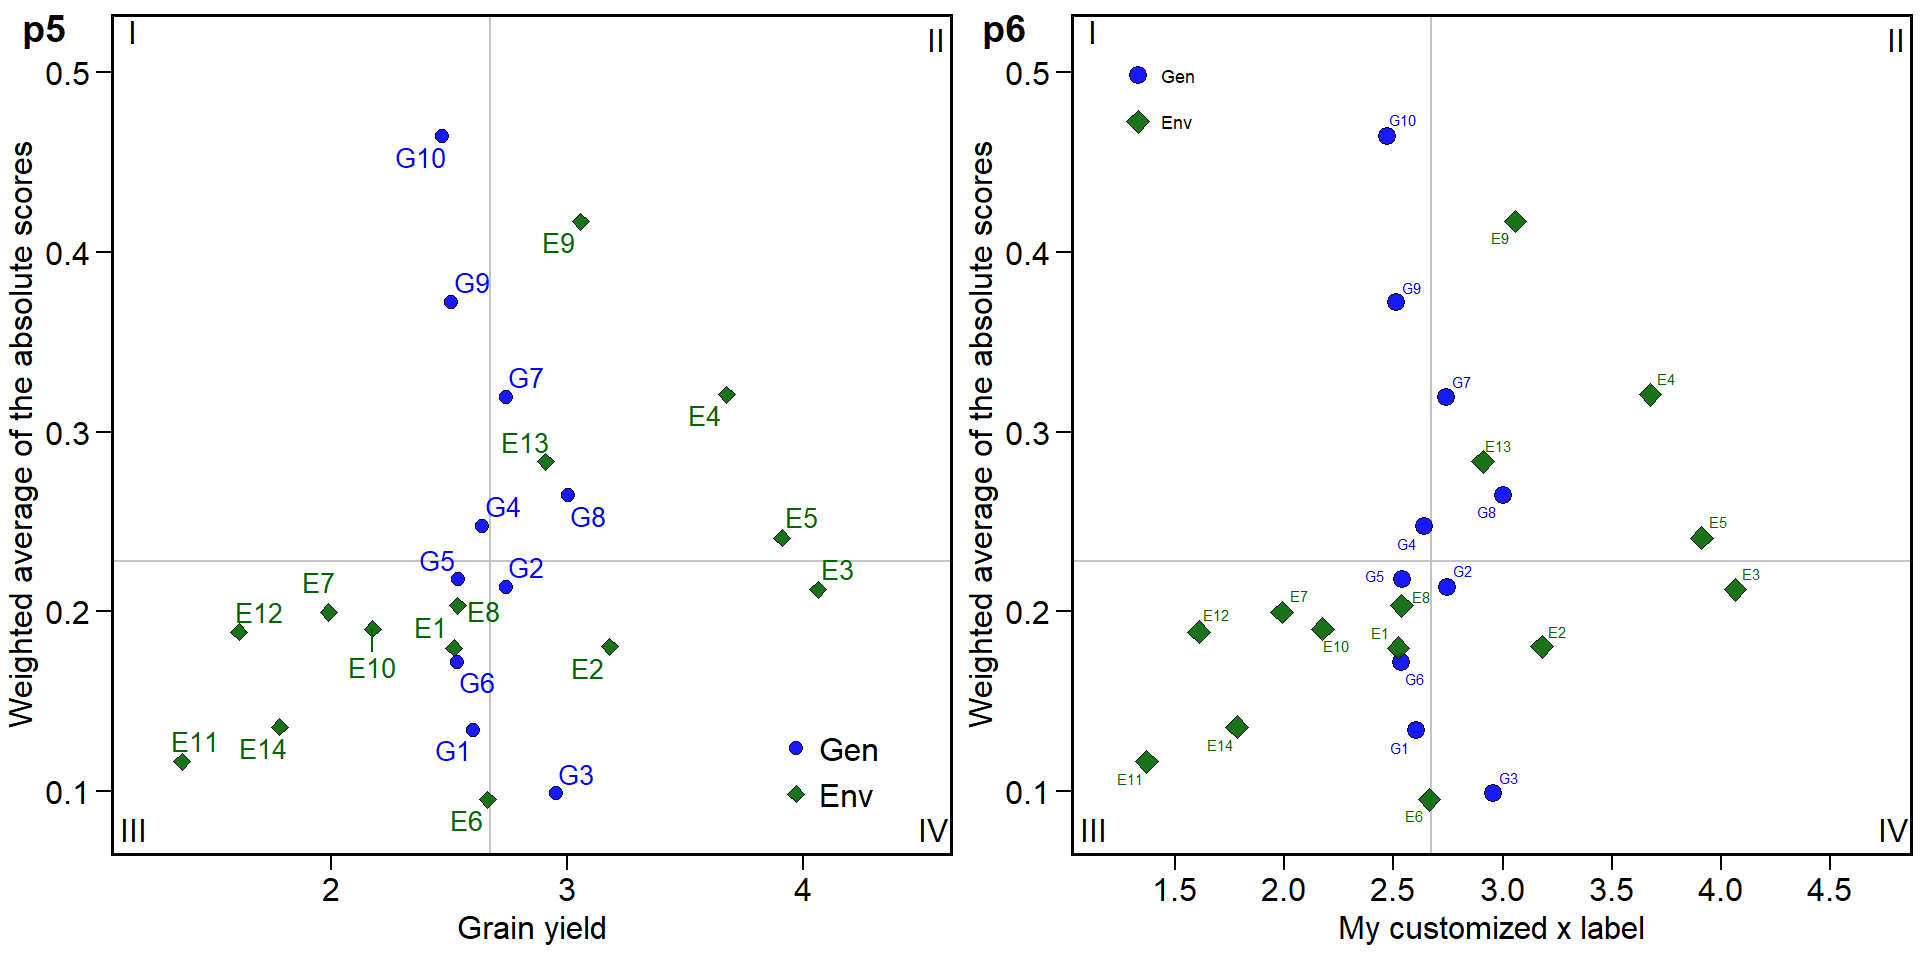 p5
I
II
0.5
0.4
0.3
0.2
0.1
Weighted average of the absolute scores
G10
E9
G9
G7
E4
E13
G4
G8
E5
G5
G2
E3
E7
E12
E8
E1
E10
E2
G6
E11
E14
G1
G3
E6
Gen
Env
III
IV
2
3
4
Grain yield
p6
I
II
Gen
Env
0.5
0.4
0.3
0.2
0.1
Weighted average of the absolute scores
G10
E9
G9
G7
E4
E13
G8
G4
E5
G5
G2
E3
E7
E8
E12
E1
E10
E2
G6
E14
G1
E11
G3
E6
III
IV
1.5
2.0
2.5
3.0
3.5
4.0
4.5
My customized x label